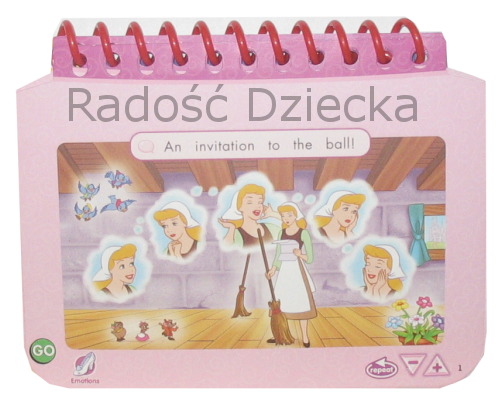 Radość Dziecka
An invitation to the ball!
GO
Emotions
repeat
1